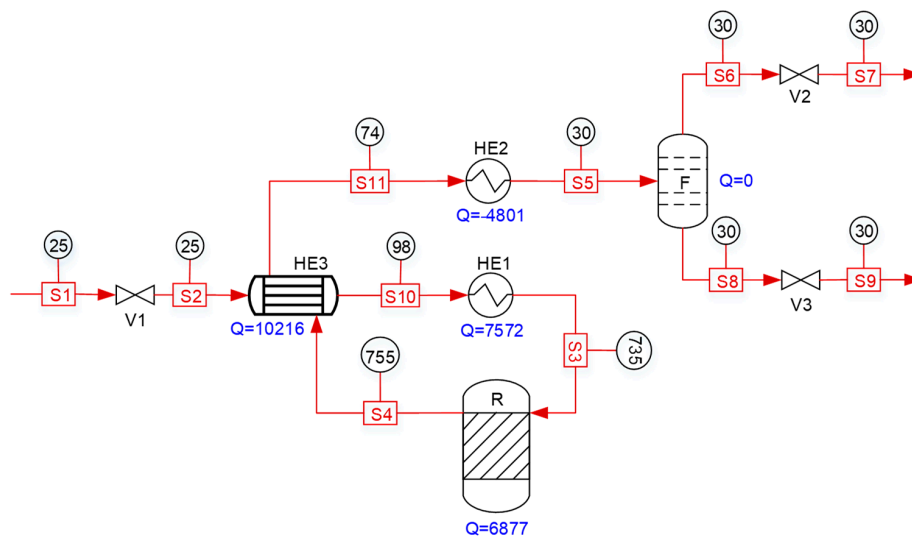 30
30
S6
S7
V2
74
HE2
30
S11
S5
F
Q=0
Q=-4801
25
25
98
30
30
HE3
HE1
S8
S9
S1
S2
S10
V3
V1
Q=10216
Q=7572
755
S3
735
S4
R
Q=6877